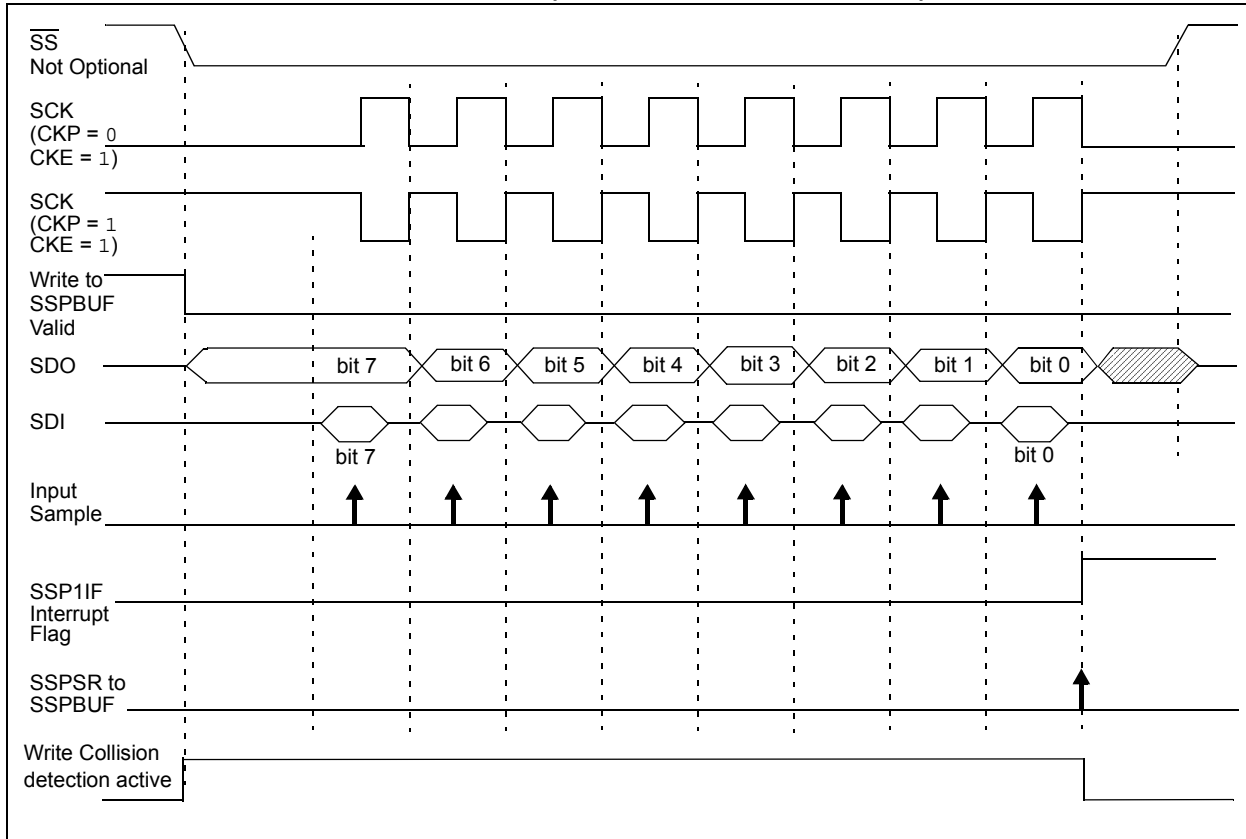 SS
Not Optional
SCK
(CKP = 0
CKE = 1)
SCK
(CKP = 1
CKE = 1)
Write to
SSPBUF
Valid
SDO
bit 7
bit 6
bit 5
bit 4
bit 3
bit 2
bit 1
bit 0
SDI
bit 7
bit 0
Input
Sample
SSP1IF
Interrupt
Flag
SSPSR to
SSPBUF
Write Collision
detection active